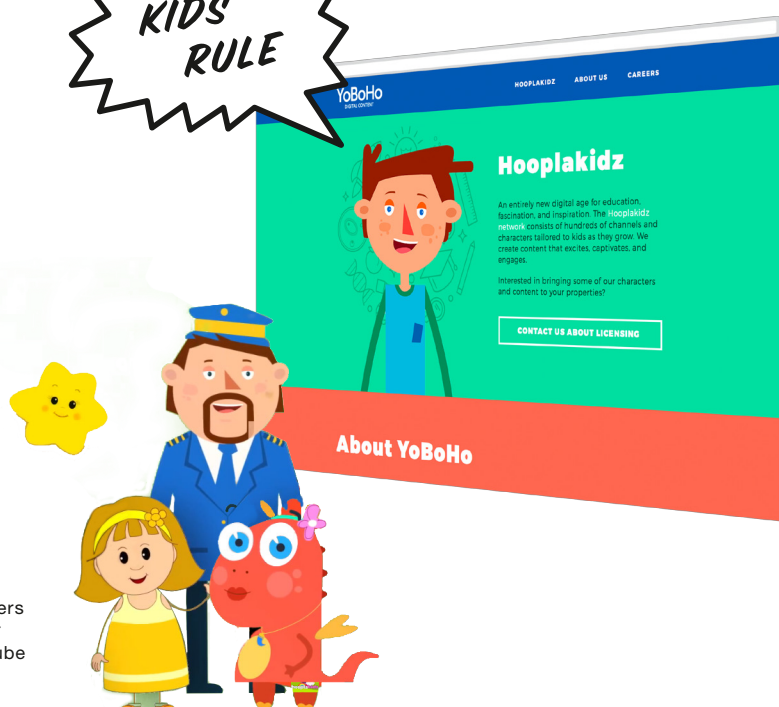 KIDS
RULE
YoBoHo
DIGITAL CONTENT
HOOPLAKIDZ
ABOUT US
CAREERS
Hooplakidz
An entirely new digital age for education,
fascination, and inspiration. The Hooplakidz
network consists of hundreds of channels and
characters tailored to kids as they grow. We
create content that excites, captivates, and
engages.
Interested in bringing some of our characters
and content to your properties?
CONTACT US ABOUT LICENSING
About YoBoHo
ers
ube